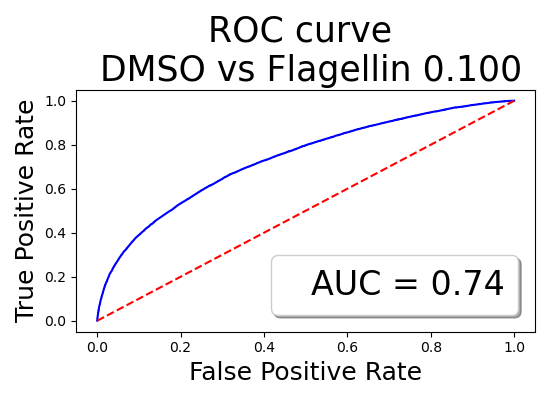 ROC curve
DMSO vs Flagellin 0.100
True Positive Rate
1.0
0.8
0.6
0.4
0.2
0.0
AUC = 0.74
0.0 0.2 0.4 0.6 0.8 1.0
False Positive Rate